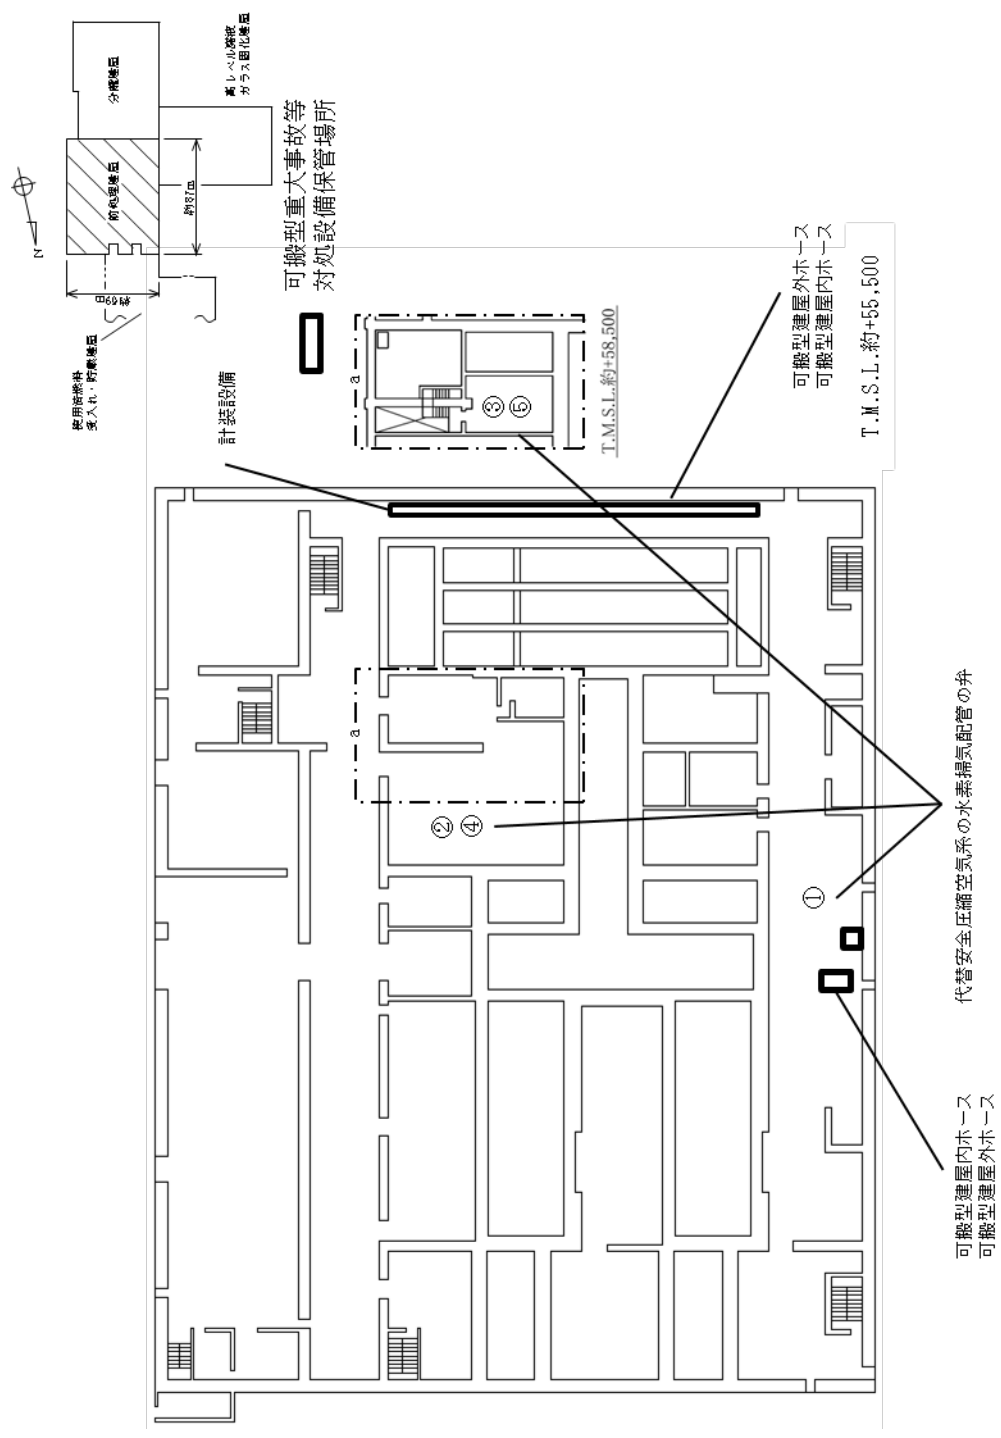 使用済燃料
受入れ・貯蔵建屋
前処理建屋
分離建屋
高レベル廃液
ガラス固化建屋
約87m
約69m
N
可搬型重大事故等
対処設備保管場所
計装設備
a
③
⑤
T.M.S.L.約+58,500
可搬型建屋外ホース
可搬型建屋内ホース
T.M.S.L.約+55,500
a
②
④
①
代替安全圧縮空気系の水素掃気配管の弁
可搬型建屋内ホース
可搬型建屋外ホース